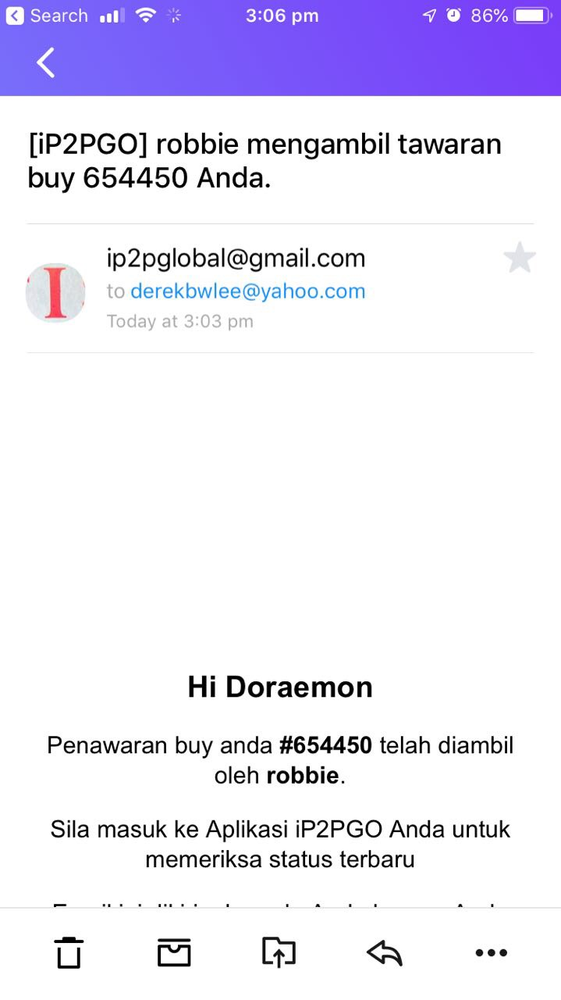 Search 3:06 pm 86%
[iP2PGO] robbie mengambil tawaran
buy 654450 Anda.
I
ip2pglobal@gmail.com
to derekbwlee@yahoo.com
Today at 3:03 pm
Hi Doraemon
Penawaran buy anda #654450 telah diambil
oleh robbie.
Sila masuk ke Aplikasi iP2PGO Anda untuk
memeriksa status terbaru